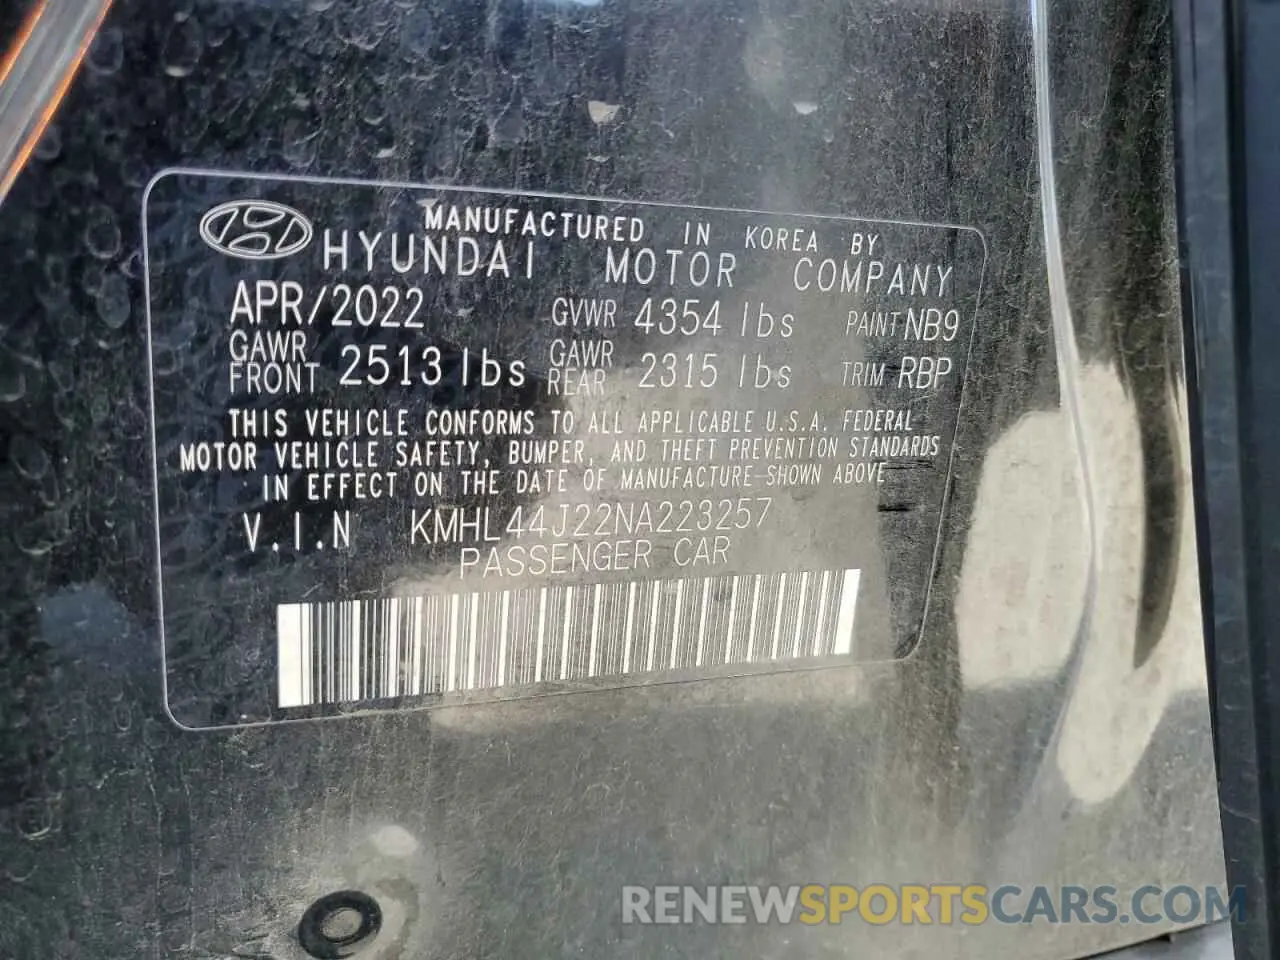 MANUFACTURED IN KOREA BY
HYUNDAI MOTOR COMPANY
APR/2022 GVWR 4354 lbs PAINT NB9
GAWR FRONT 2513 lbs GAWR REAR 2315 lbs TRIM RBP
THIS VEHICLE CONFORMS TO ALL APPLICABLE U.S.A. FEDERAL
MOTOR VEHICLE SAFETY, BUMPER, AND THEFT PREVENTION STANDARDS
IN EFFECT ON THE DATE OF MANUFACTURE SHOWN ABOVE
V.I.N KMHL44J22NA223257
PASSENGER CAR
RENEWSPORTSCARS.COM